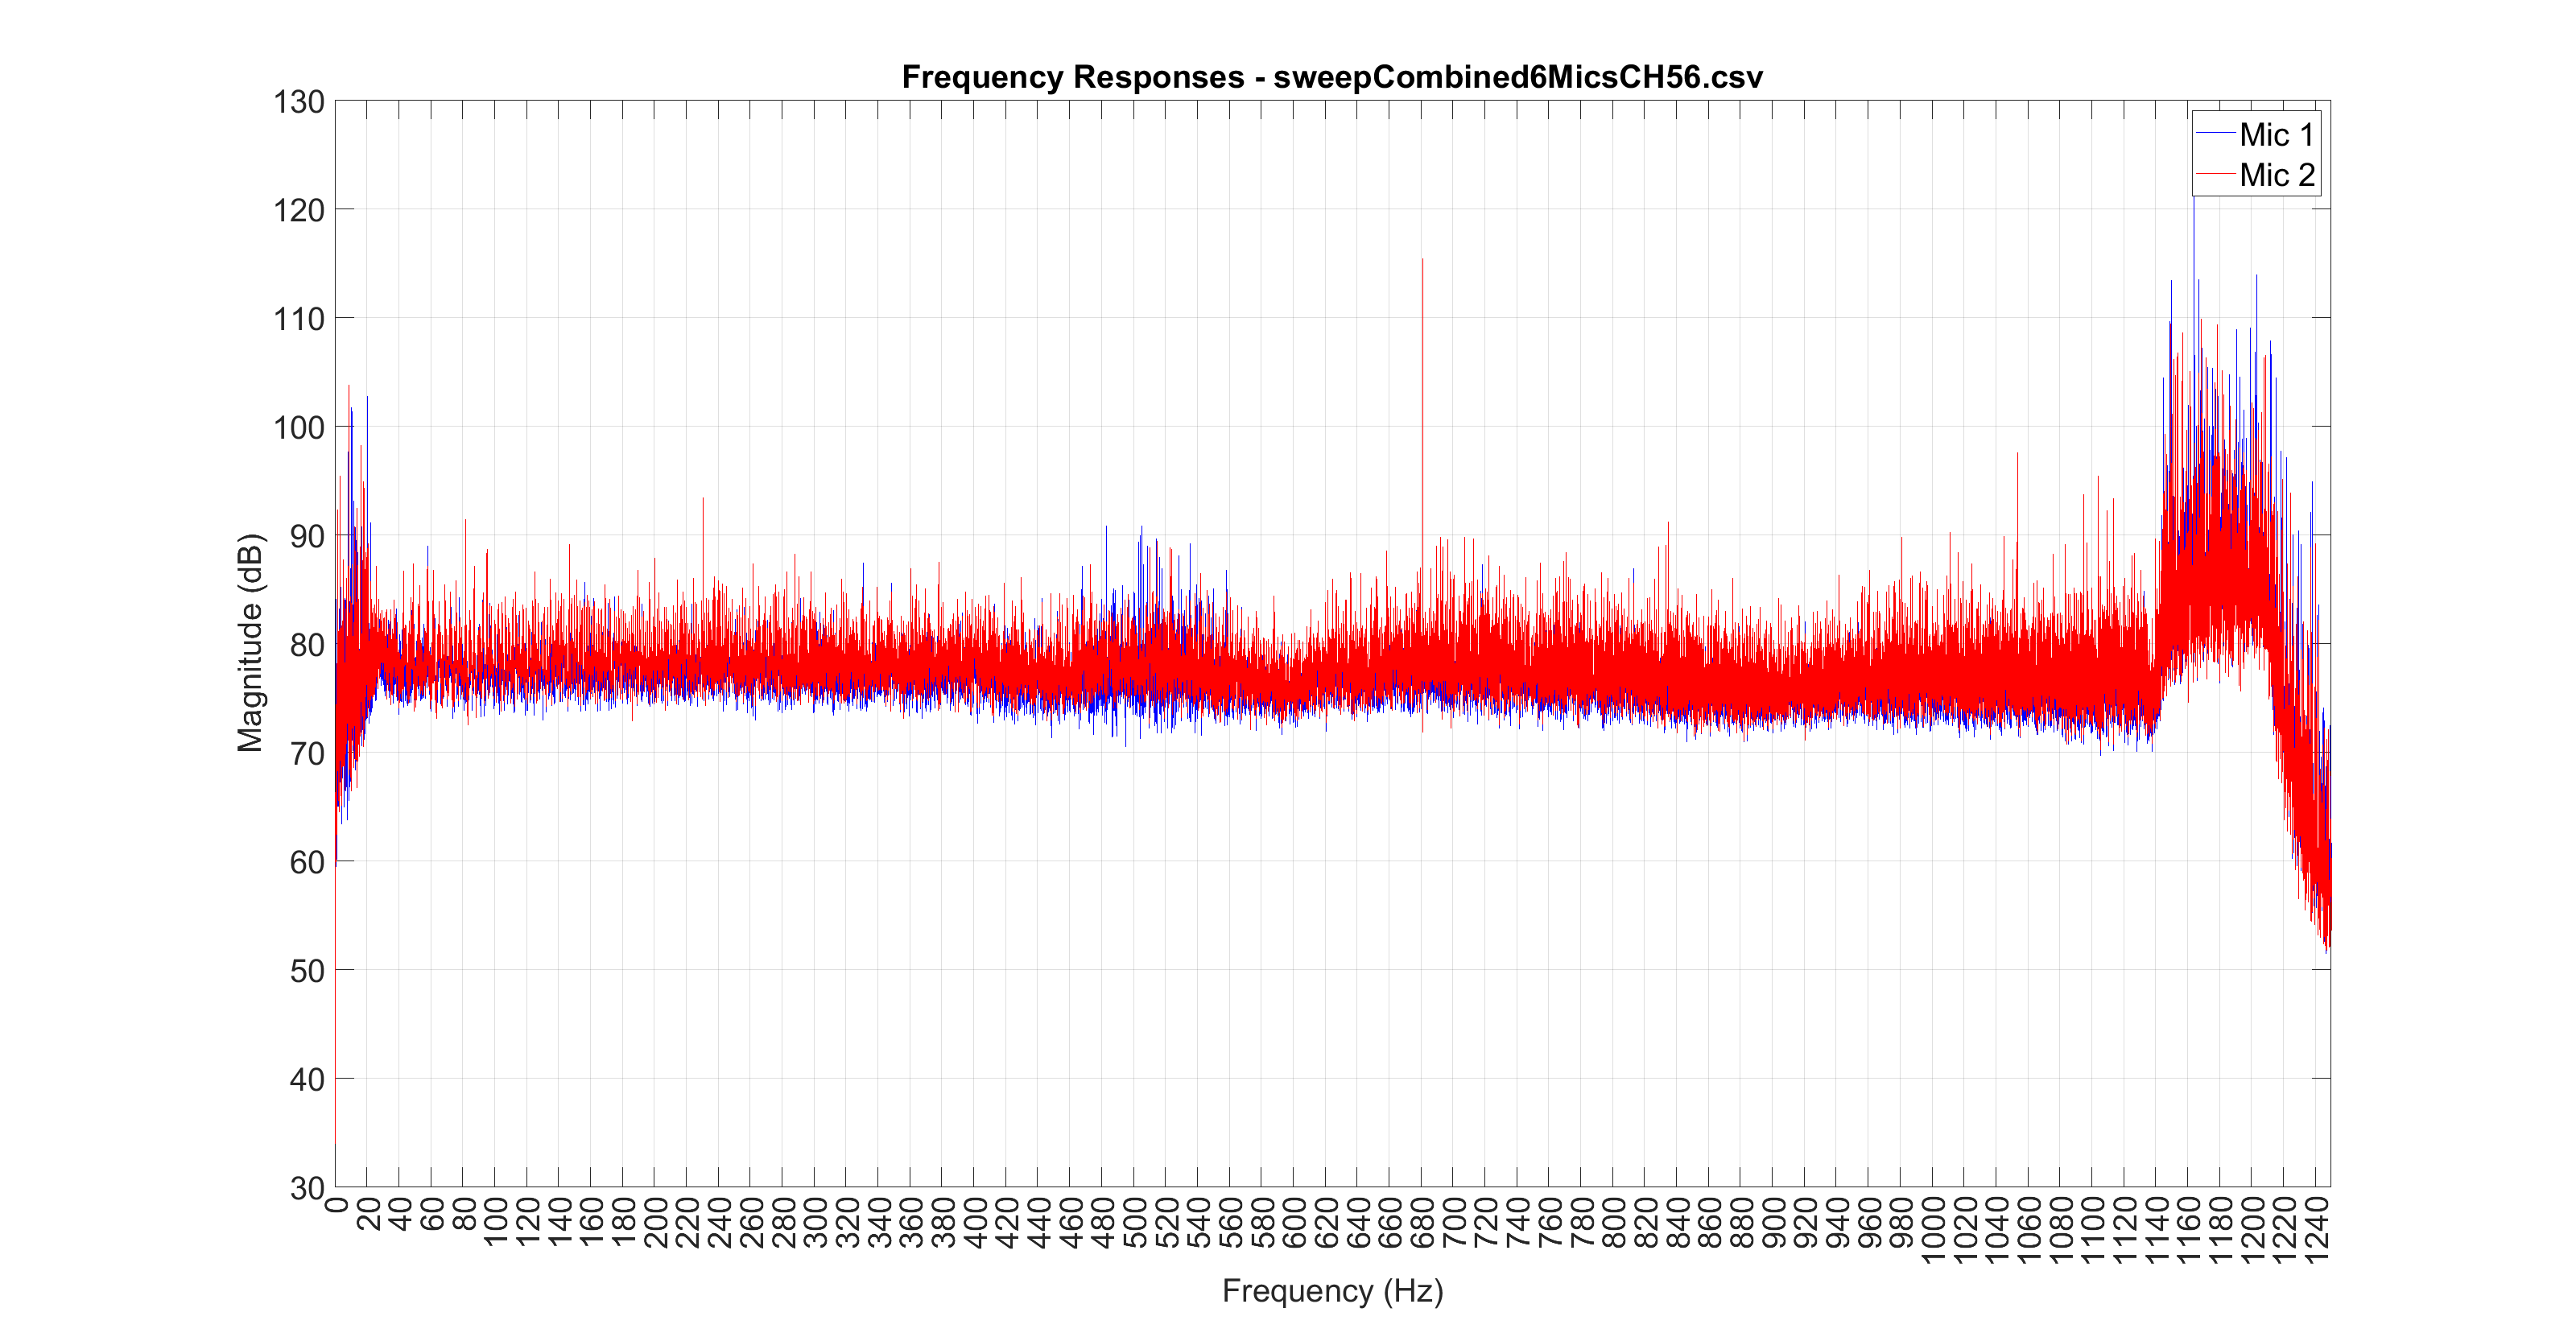 Frequency Responses - sweepCombined6MicsCH56.csv
130
120
110
100
90
80
70
60
50
40
30
Magnitude (dB)
Mic 1
Mic 2
0 20 40 60 80 100 120 140 160 180 200 220 240 260 280 300 320 340 360 380 400 420 440 460 480 500 520 540 560 580 600 620 640 660 680 700 720 740 760 780 800 820 840 860 880 900 920 940 960 980 1000 1020 1040 1060 1080 1100 1120 1140 1160 1180 1200 1220 1240
Frequency (Hz)